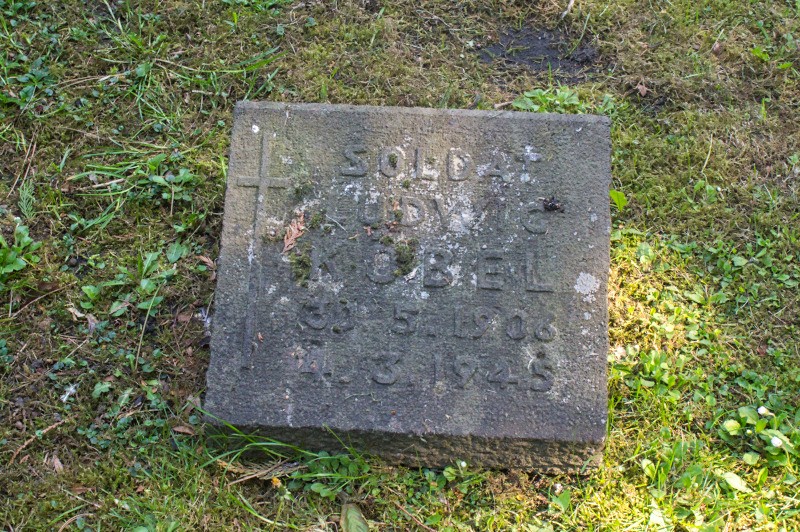 SOLDAT
LUDWIG
KOBEL
30.5.1906
4.3.1945